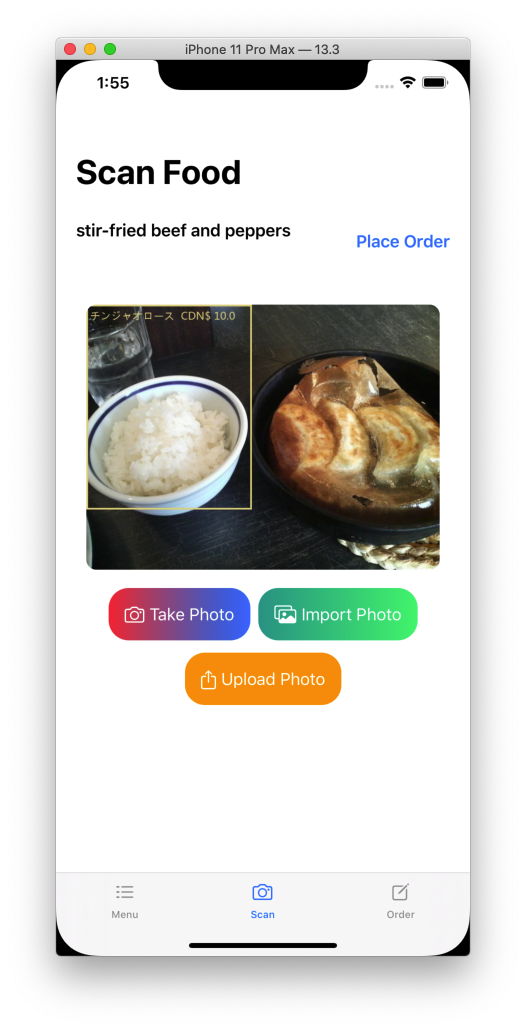 iPhone 11 Pro Max — 13.3
1:55
Scan Food
stir-fried beef and peppers
Place Order
チンジャオロース CDN$ 10.0
Take Photo
Import Photo
Upload Photo
Menu
Scan
Order